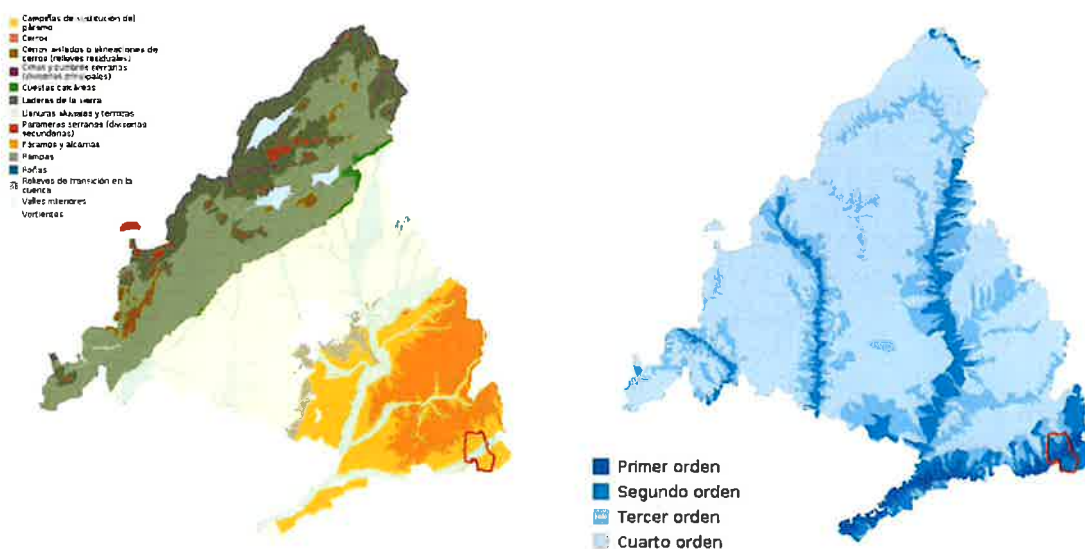 Campiñas de sustitución del
páramo
Cerros
Cerros aislados o alineaciones de
cerros (relieves residuales)
Cimas y cumbres serranas
(divisorias principales)
Cuestas calcáreas
Laderas de la sierra
Llanuras aluviales y terrazas
Parameras serranas (divisorias
secundarias)
Páramos y alcarrias
Rampas
Rañas
Relieves de transición en la
cuenca
Valles interiores
Vertientes
Primer orden
Segundo orden
Tercer orden
Cuarto orden